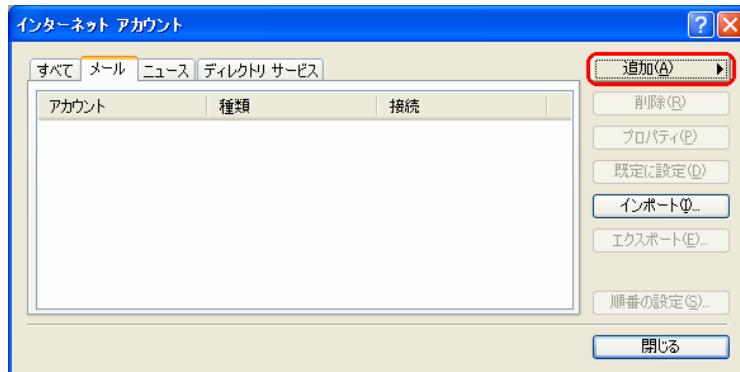 インターネット アカウント
すべて メール ニュース ディレクトリ サービス
アカウント 種類 接続
追加(A)
削除(R)
プロパティ(P)
既定に設定(D)
インポート(I)...
エクスポート(E)...
順番の設定(S)...
閉じる